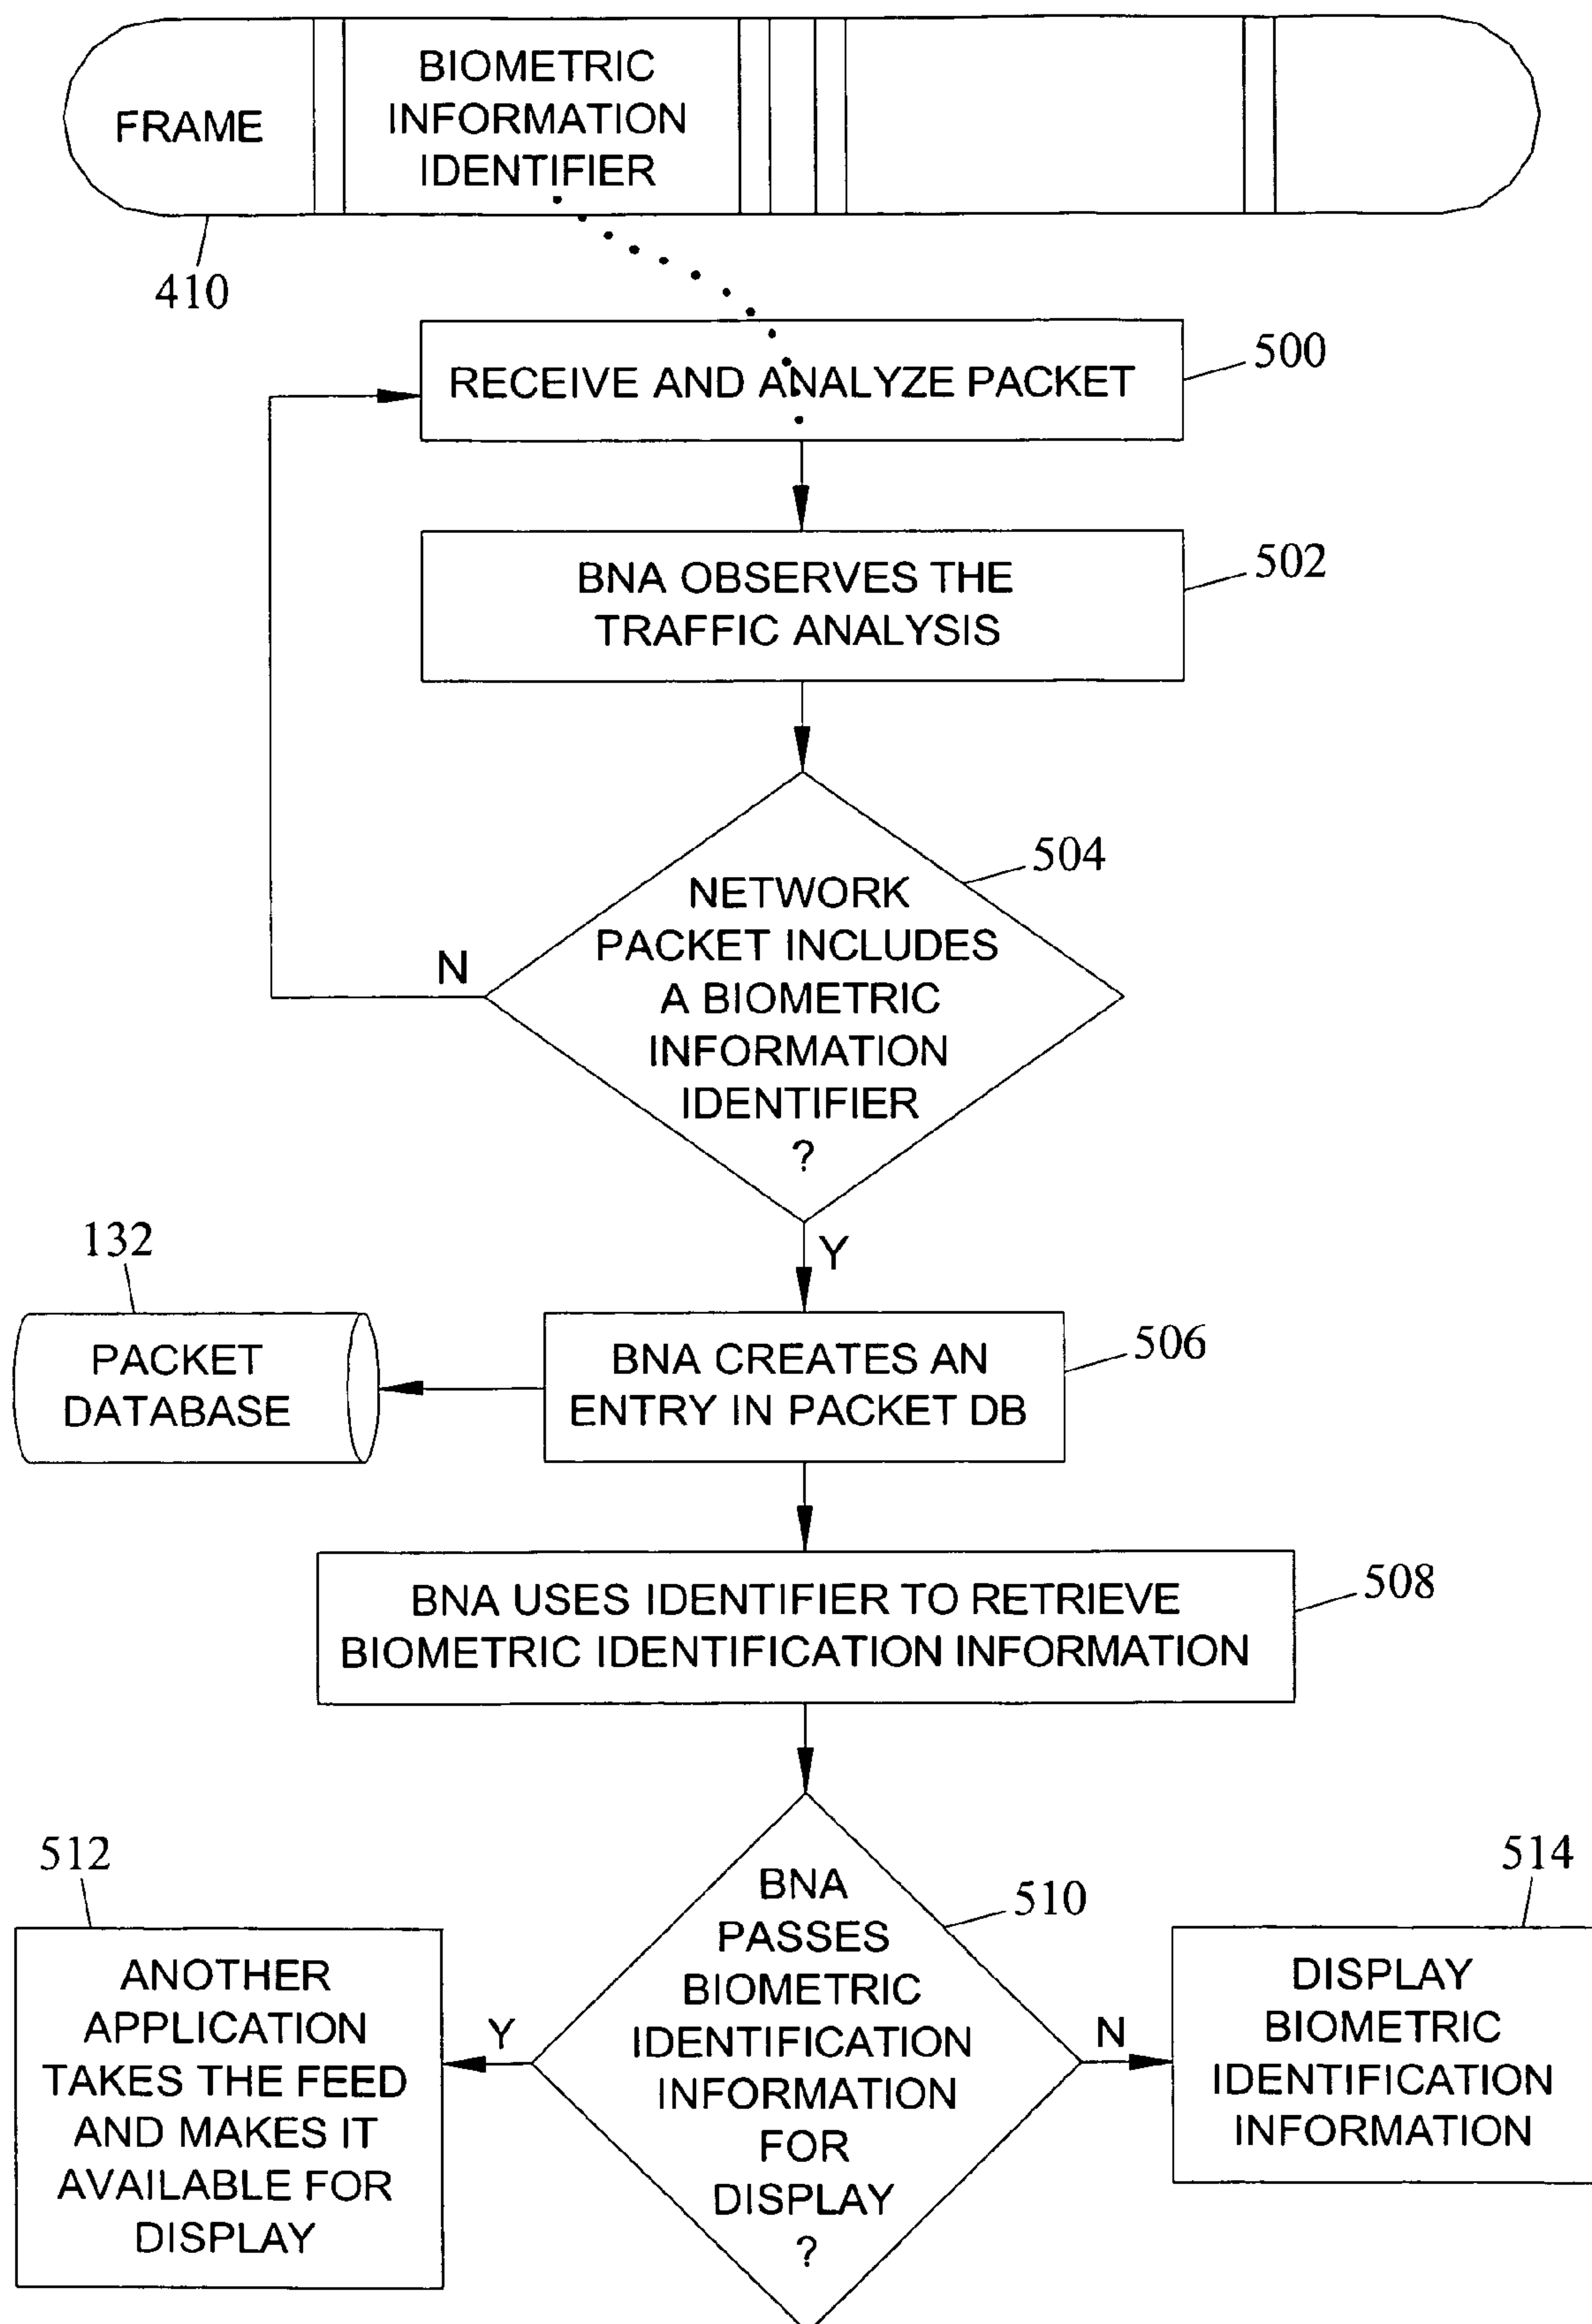 FRAME
BIOMETRIC
INFORMATION
IDENTIFIER
410
RECEIVE AND ANALYZE PACKET
500
BNA OBSERVES THE
TRAFFIC ANALYSIS
502
504
NETWORK
PACKET INCLUDES
A BIOMETRIC
INFORMATION
IDENTIFIER
?
N
Y
132
PACKET
DATABASE
BNA CREATES AN
ENTRY IN PACKET DB
506
BNA USES IDENTIFIER TO RETRIEVE
BIOMETRIC IDENTIFICATION INFORMATION
508
510
BNA
PASSES
BIOMETRIC
IDENTIFICATION
INFORMATION
FOR
DISPLAY
?
Y
N
512
ANOTHER
APPLICATION
TAKES THE FEED
AND MAKES IT
AVAILABLE FOR
DISPLAY
514
DISPLAY
BIOMETRIC
IDENTIFICATION
INFORMATION